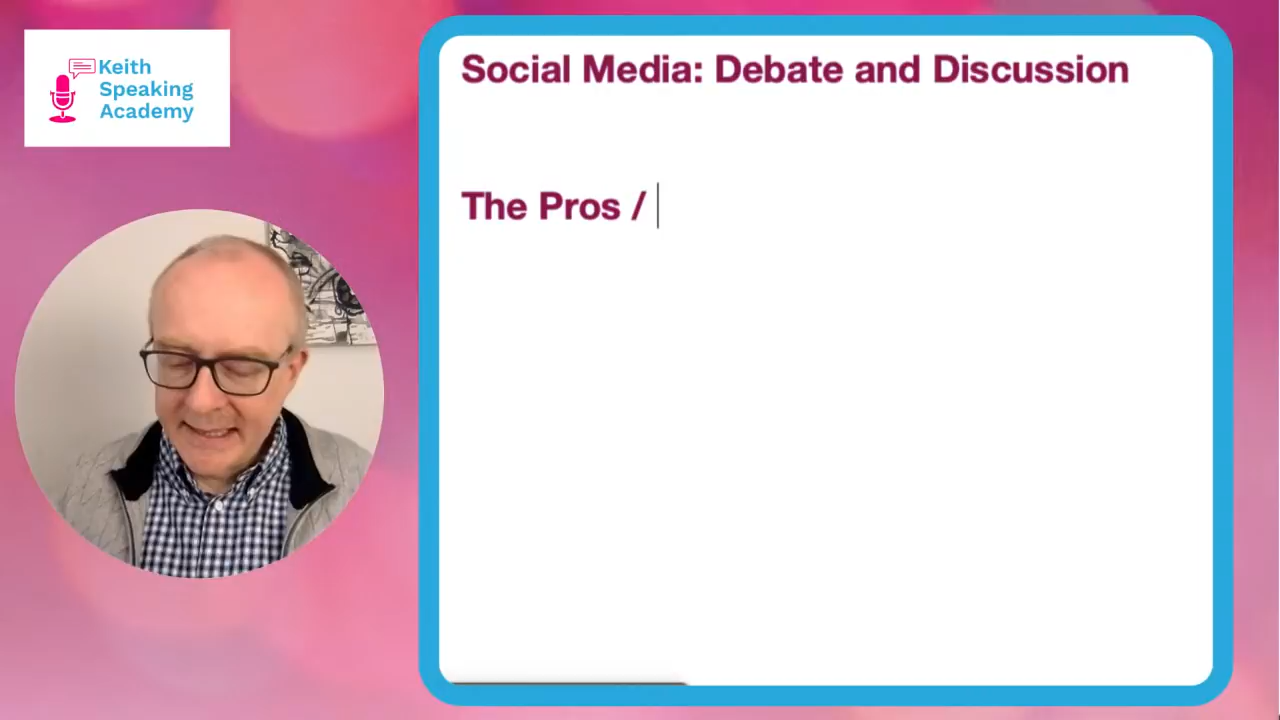 Keith
Speaking
Academy
Social Media: Debate and Discussion
The Pros /